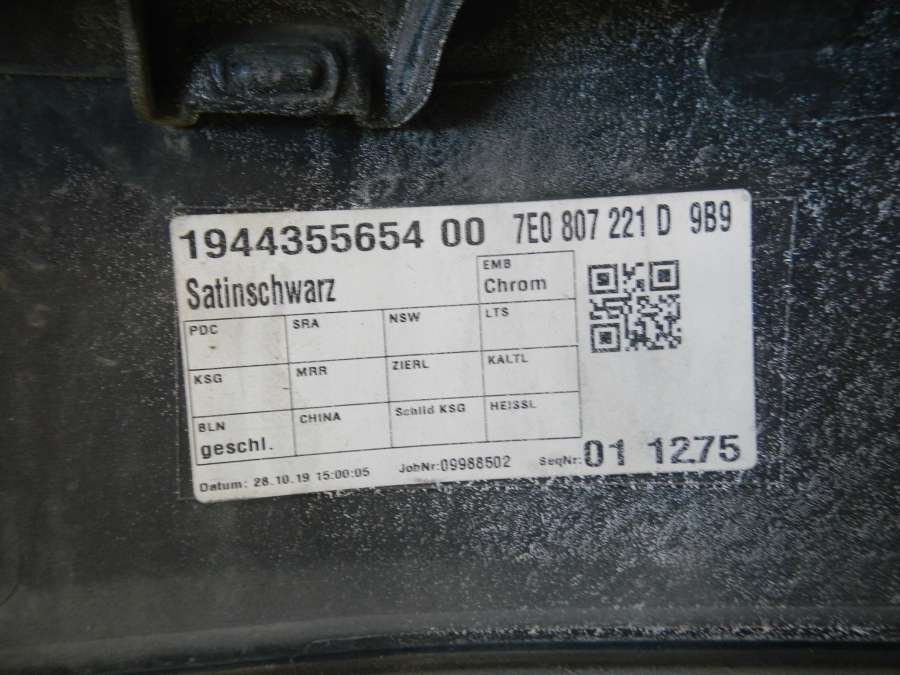 1944355654 00 7E0 807 221 D 9B9
Satinschwarz
EMB
Chrom
PDC SRA NSW LTS
KSG MRR ZIERL KALTL
BLN CHINA Schild KSG HEISSL
geschl.
Datum: 28.10.19 15:00:05 JobNr:09988502 SeqNr:01 1275